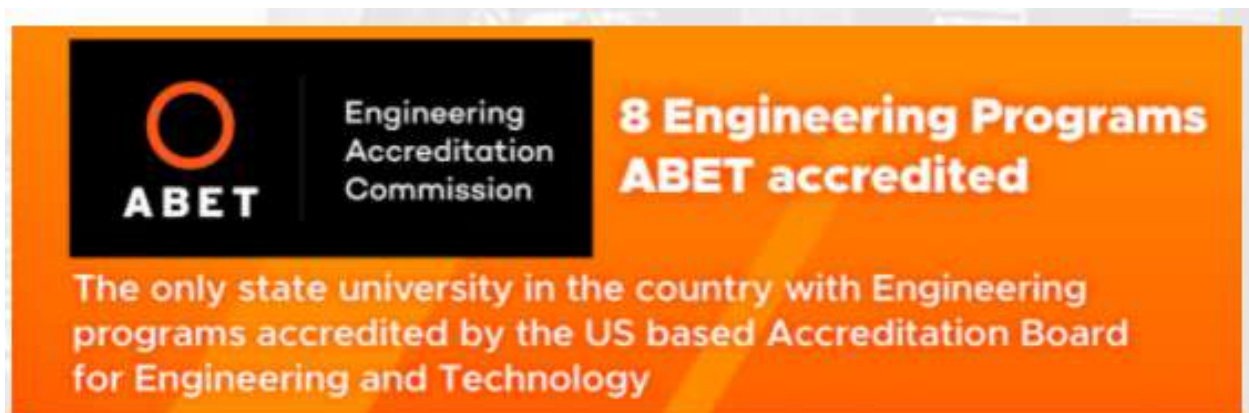 ABET
Engineering
Accreditation
Commission
8 Engineering Programs
ABET accredited
The only state university in the country with Engineering
programs accredited by the US based Accreditation Board
for Engineering and Technology